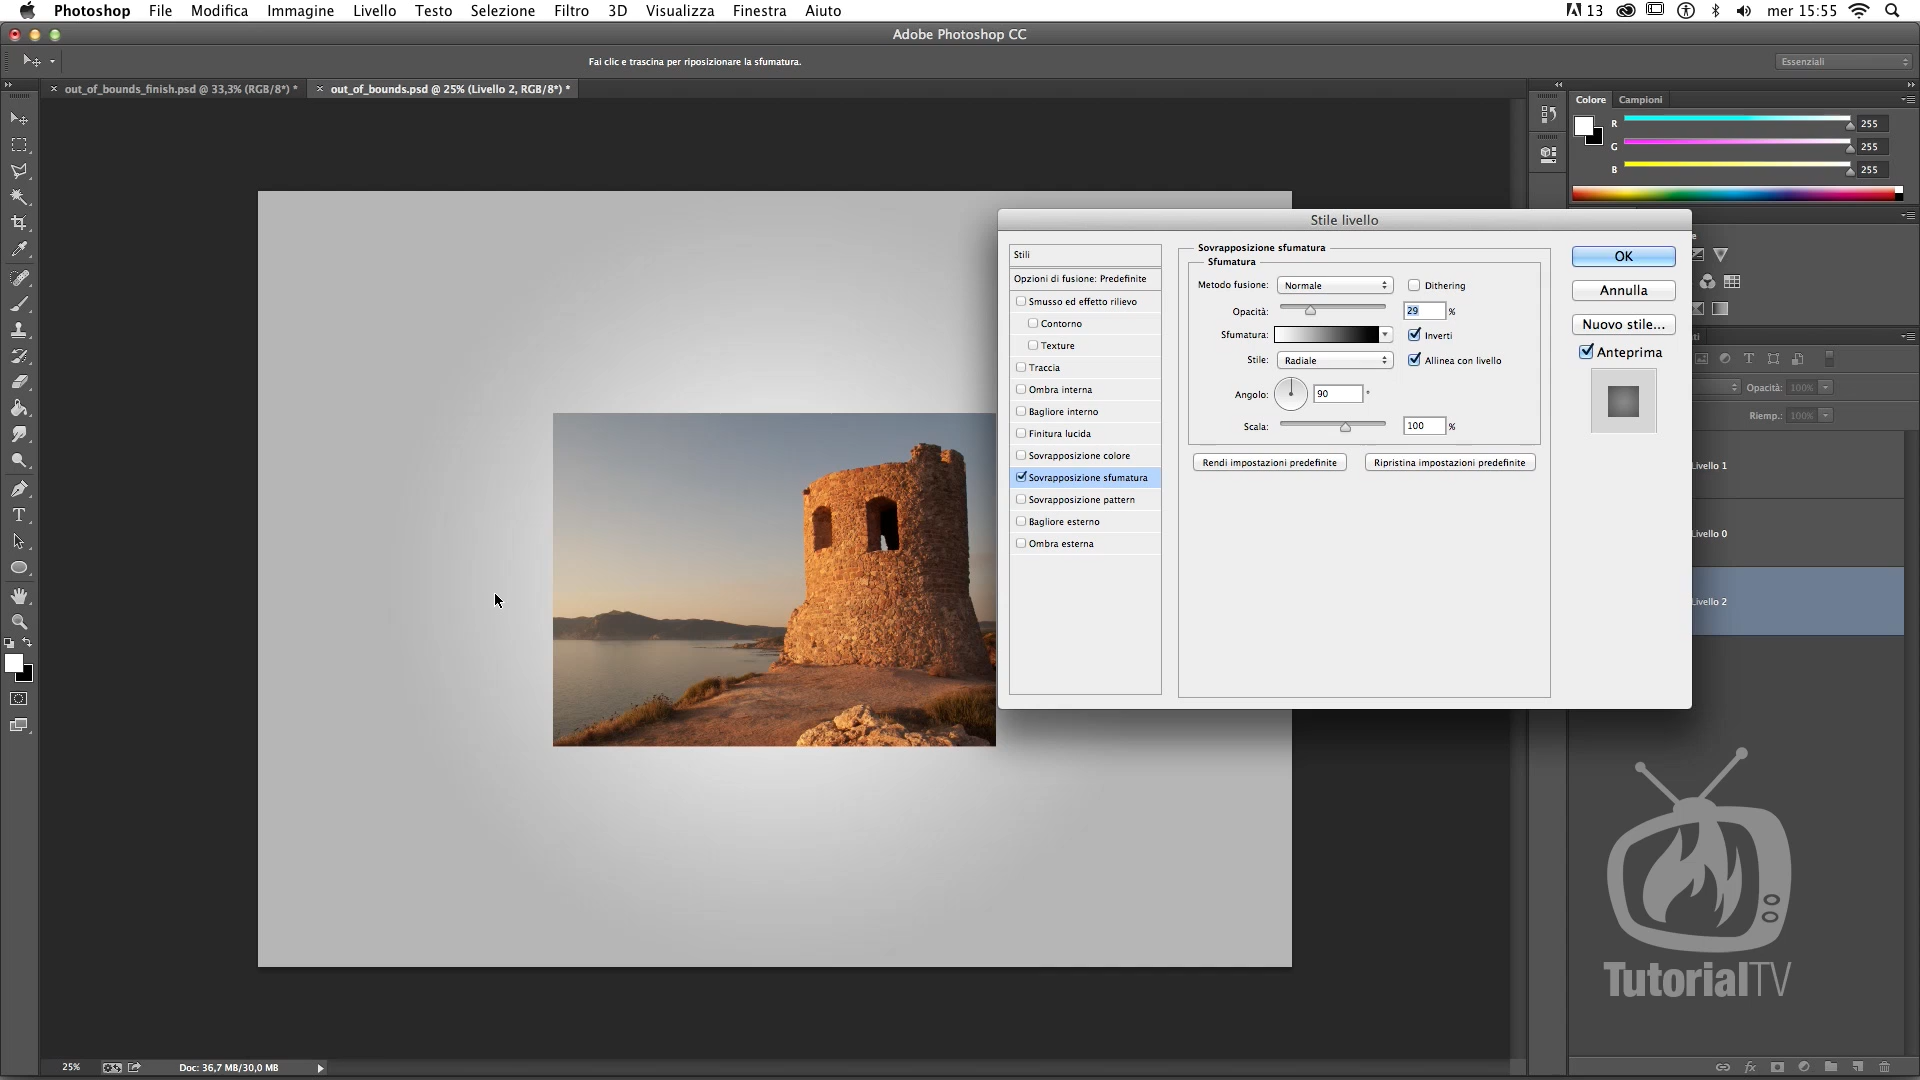 Photoshop File Modifica Immagine Livello Testo Selezione Filtro 3D Visualizza Finestra Aiuto 13 mer 15:55
Adobe Photoshop CC
Fai clic e trascina per riposizionare la sfumatura.
Essenziali
out_of_bounds_finish.psd @ 33,3% (RGB/8*) *
out_of_bounds.psd @ 25% (Livello 2, RGB/8*) *
Colore Campioni
R 255
G 255
B 255
Stile livello
Stili
Opzioni di fusione: Predefinite
Smusso ed effetto rilievo
Contorno
Texture
Traccia
Ombra interna
Bagliore interno
Finitura lucida
Sovrapposizione colore
Sovrapposizione sfumatura
Sovrapposizione pattern
Bagliore esterno
Ombra esterna
Sovrapposizione sfumatura
Sfumatura
Metodo fusione: Normale Dithering
Opacità: 29 %
Sfumatura: Inverti
Stile: Radiale Allinea con livello
Angolo: 90 °
Scala: 100 %
Rendi impostazioni predefinite Ripristina impostazioni predefinite
OK
Annulla
Nuovo stile...
Anteprima
Opacità: 100%
Riemp.: 100%
Livello 1
Livello 0
Livello 2
TutorialTV
25% Doc: 36,7 MB/30,0 MB